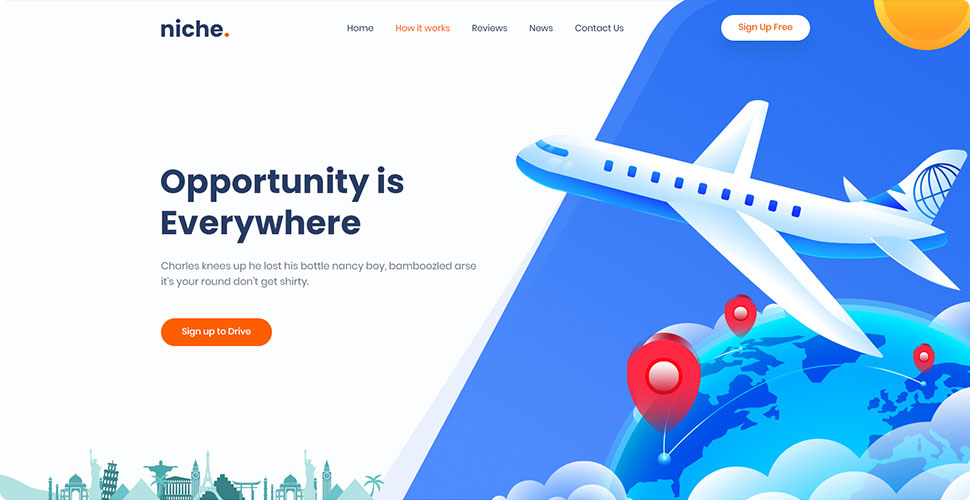 niche.
Home
How it works
Reviews
News
Contact Us
Sign Up Free
Opportunity is
Everywhere
Charles knees up he lost his bottle nancy boy, bamboozled arse
it's your round don't get shirty.
Sign up to Drive